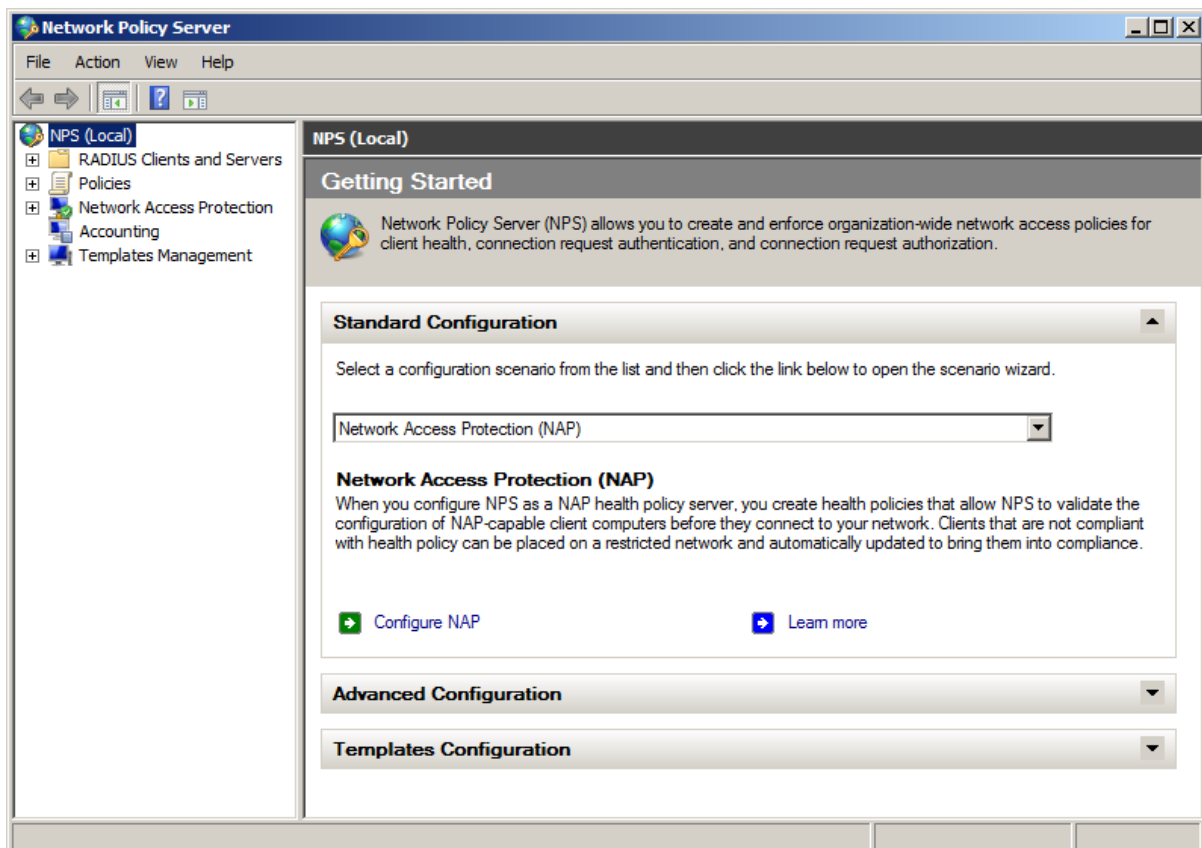 Network Policy Server
File Action View Help
NPS (Local)
RADIUS Clients and Servers
Policies
Network Access Protection
Accounting
Templates Management
NPS (Local)
Getting Started
Network Policy Server (NPS) allows you to create and enforce organization-wide network access policies for
client health, connection request authentication, and connection request authorization.
Standard Configuration
Select a configuration scenario from the list and then click the link below to open the scenario wizard.
Network Access Protection (NAP)
Network Access Protection (NAP)
When you configure NPS as a NAP health policy server, you create health policies that allow NPS to validate the
configuration of NAP-capable client computers before they connect to your network. Clients that are not compliant
with health policy can be placed on a restricted network and automatically updated to bring them into compliance.
Configure NAP Learn more
Advanced Configuration
Templates Configuration